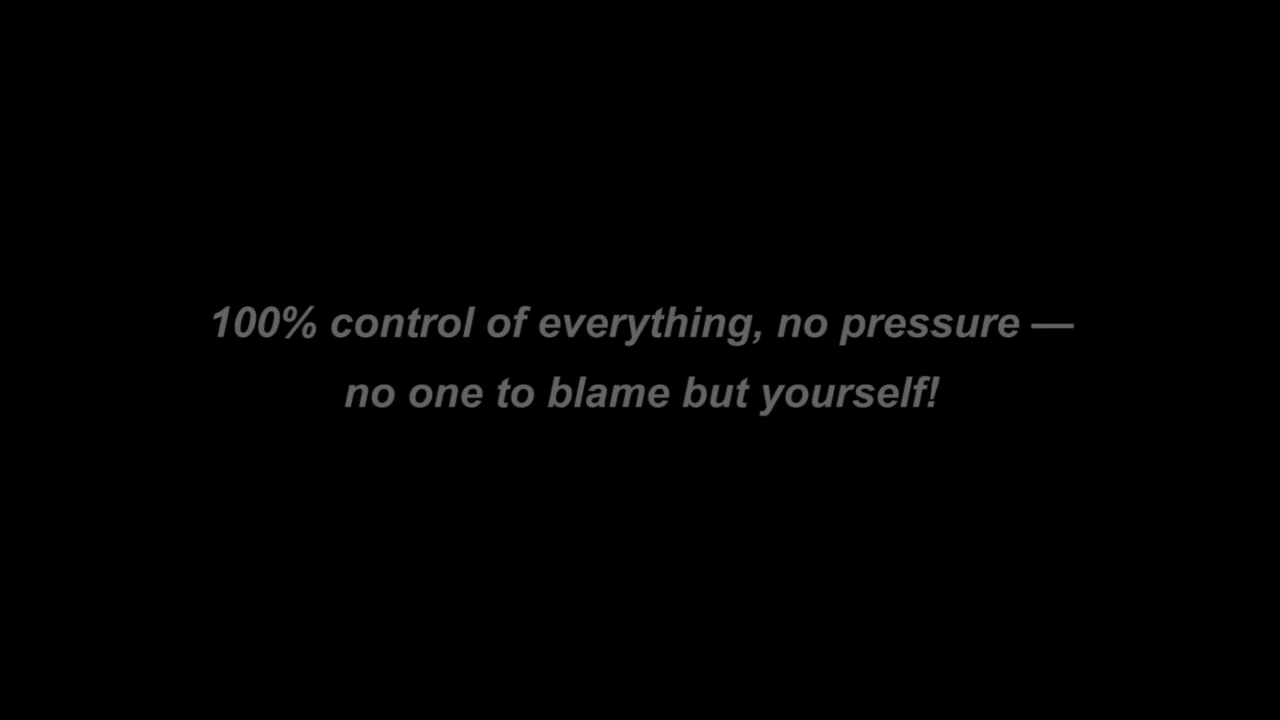 100% control of everything, no pressure —
no one to blame but yourself!